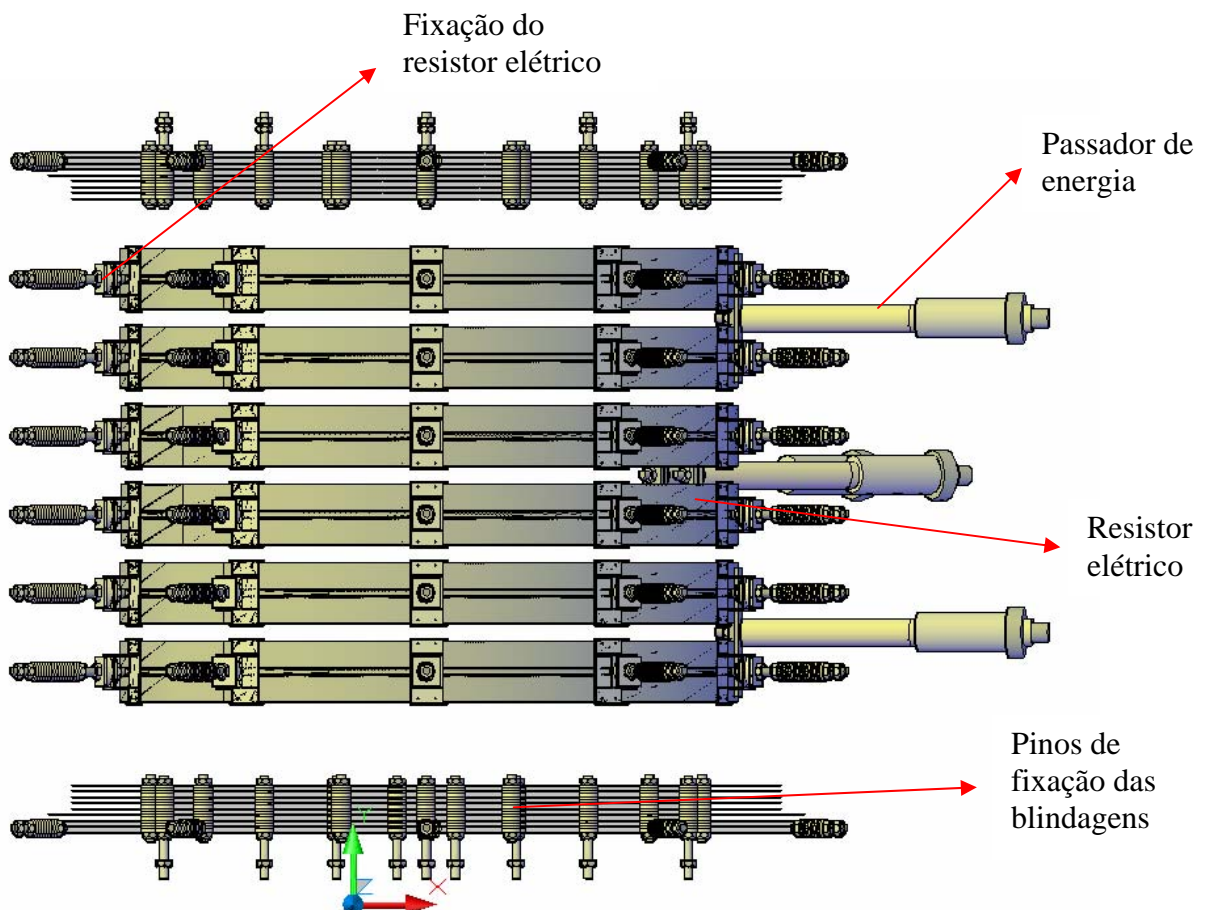 Fixação do
resistor elétrico
Passador de
energia
Resistor
elétrico
Pinos de
fixação das
blindagens
Y
Z
X